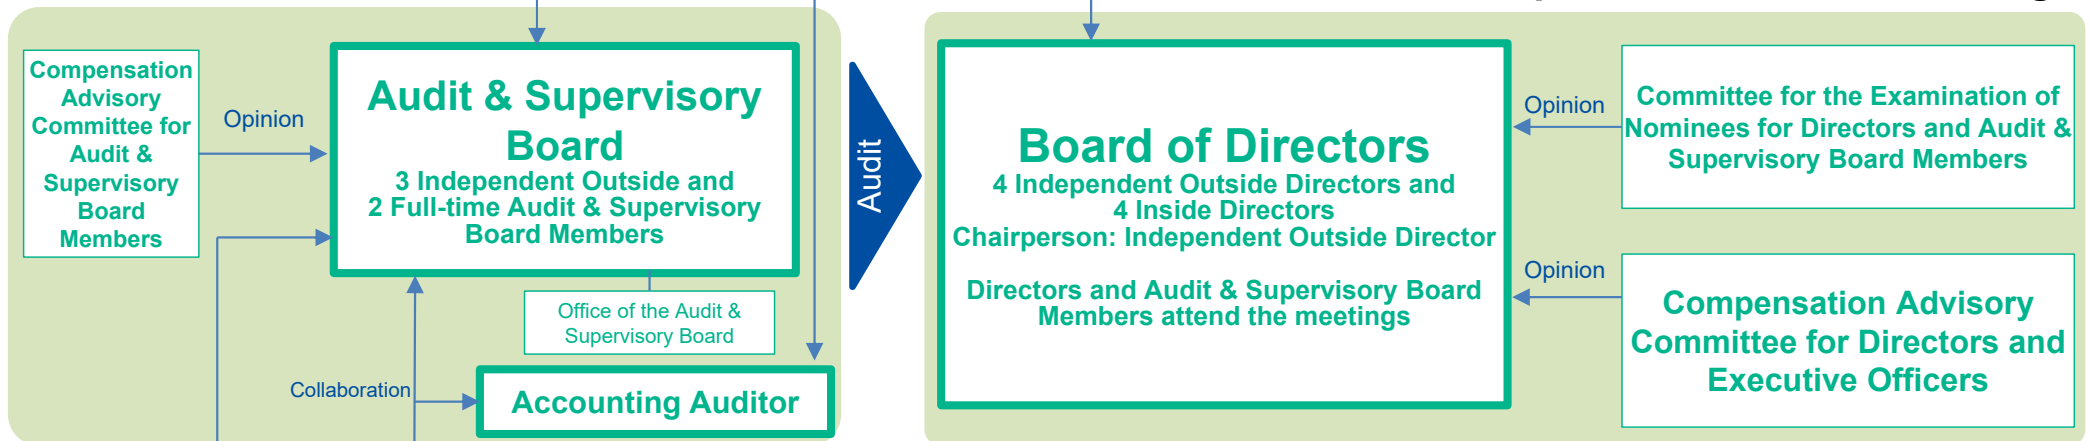 Compensation
Advisory
Committee for
Audit &
Supervisory
Board
Members
Opinion
Audit & Supervisory
Board
3 Independent Outside and
2 Full-time Audit & Supervisory
Board Members
Office of the Audit &
Supervisory Board
Collaboration
Accounting Auditor
Audit
Board of Directors
4 Independent Outside Directors and
4 Inside Directors
Chairperson: Independent Outside Director
Directors and Audit & Supervisory Board
Members attend the meetings
Opinion
Committee for the Examination of
Nominees for Directors and Audit &
Supervisory Board Members
Opinion
Compensation Advisory
Committee for Directors and
Executive Officers